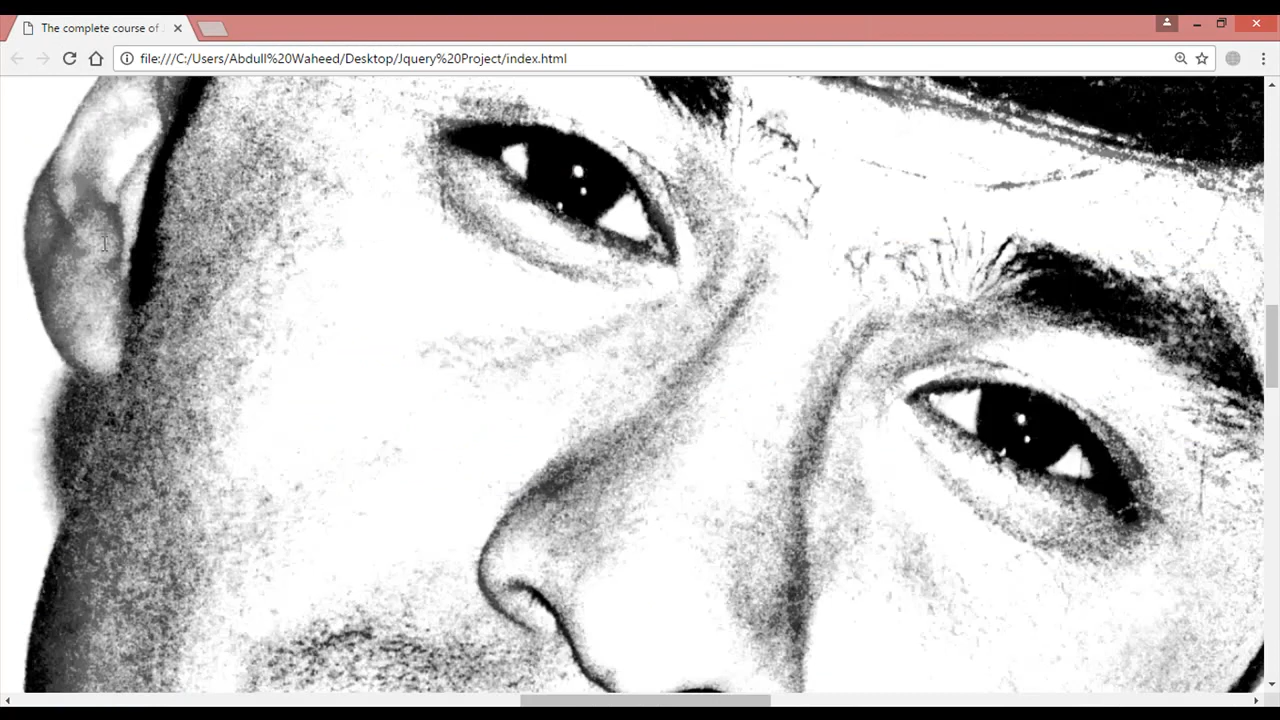 The complete course of
file:///C:/Users/Abdull%20Waheed/Desktop/Jquery%20Project/index.html